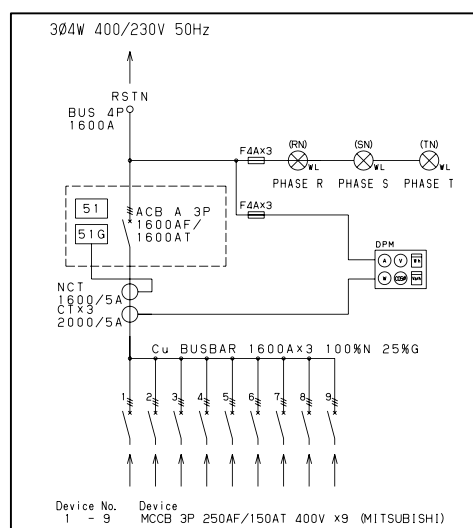 3Ø4W 400/230V 50Hz
RSTN
BUS 4P
1600A
F4A×3
(RN)
(SN)
(TN)
WL
WL
WL
PHASE R
PHASE S
PHASE T
F4A×3
51
51G
ACB A 3P
1600AF/
1600AT
DPM
A
V
W
NCT
1600/5A
CT×3
2000/5A
Cu BUSBAR 1600A×3 100%N 25%G
1
2
3
4
5
6
7
8
9
Device No. Device
1 - 9 MCCB 3P 250AF/150AT 400V ×9 (MITSUBISHI)